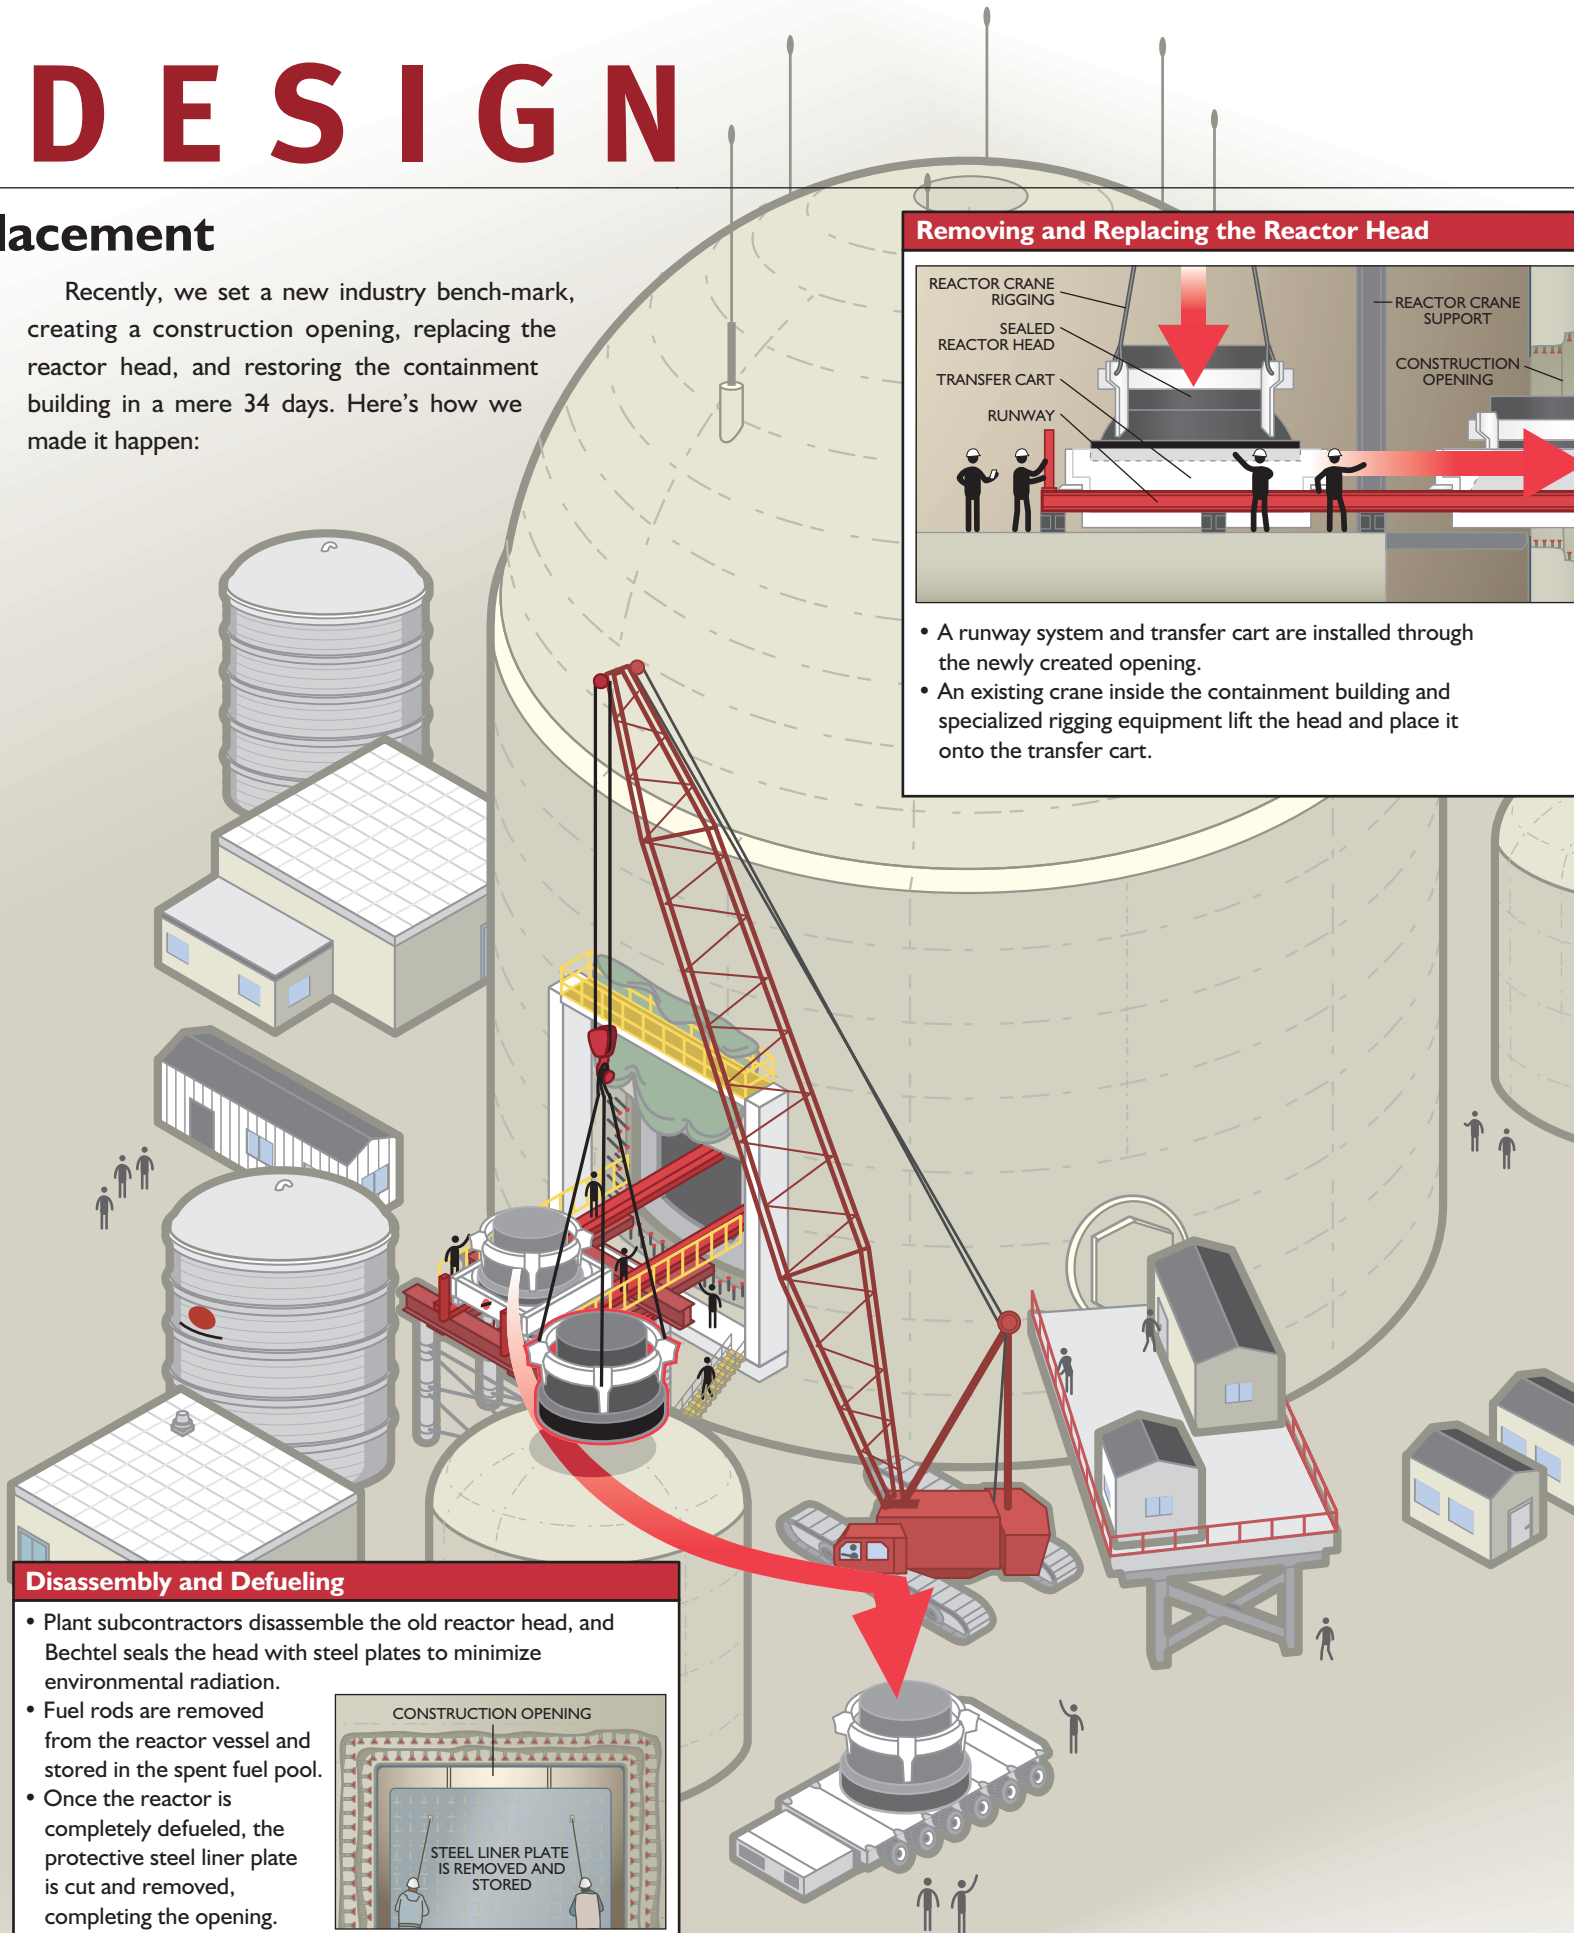 DESIGN
lacement
Recently, we set a new industry bench-mark,
creating a construction opening, replacing the
reactor head, and restoring the containment
building in a mere 34 days. Here's how we
made it happen:
Removing and Replacing the Reactor Head
REACTOR CRANE
RIGGING
SEALED
REACTOR HEAD
TRANSFER CART
RUNWAY
REACTOR CRANE
SUPPORT
CONSTRUCTION
OPENING
• A runway system and transfer cart are installed through
the newly created opening.
• An existing crane inside the containment building and
specialized rigging equipment lift the head and place it
onto the transfer cart.
Disassembly and Defueling
• Plant subcontractors disassemble the old reactor head, and
Bechtel seals the head with steel plates to minimize
environmental radiation.
• Fuel rods are removed
from the reactor vessel and
stored in the spent fuel pool.
• Once the reactor is
completely defueled, the
protective steel liner plate
is cut and removed,
completing the opening.
CONSTRUCTION OPENING
STEEL LINER PLATE
IS REMOVED AND
STORED